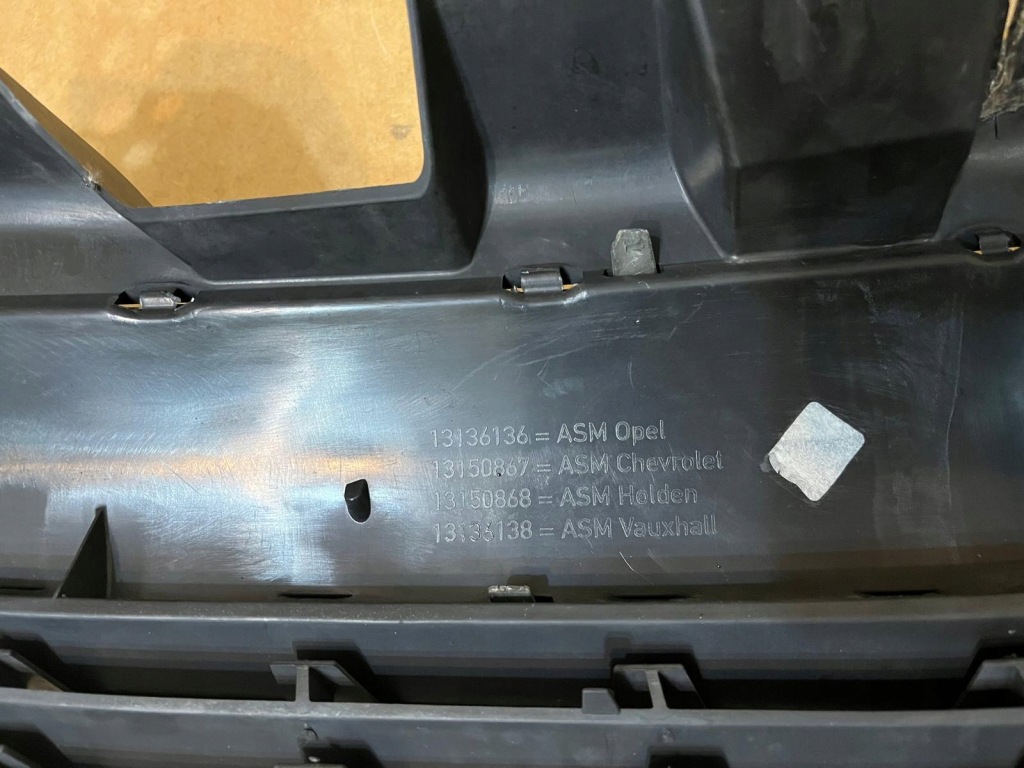 13136136 = ASM Opel
13150867 = ASM Chevrolet
13150868 = ASM Holden
13136138 = ASM Vauxhall